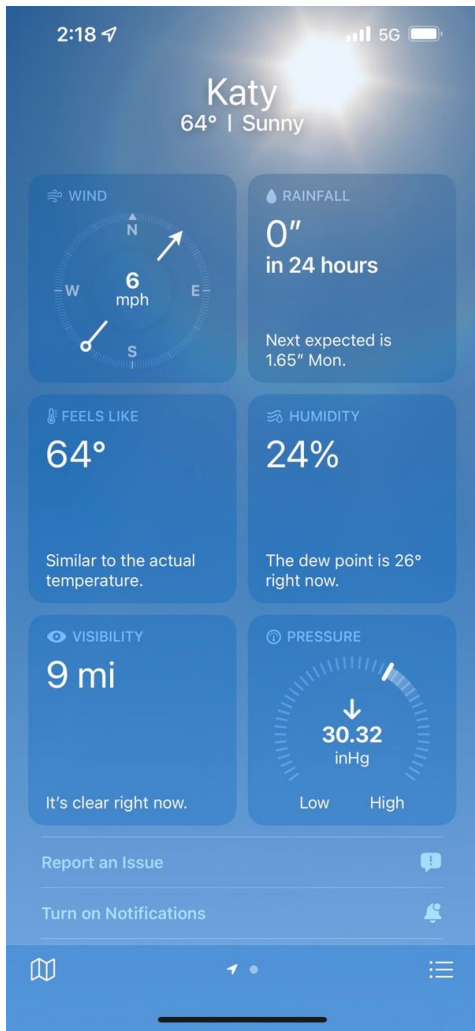 2:18
5G
Katy
64° | Sunny
WIND
N
W
E
S
6
mph
RAINFALL
0"
in 24 hours
Next expected is
1.65" Mon.
FEELS LIKE
64°
Similar to the actual
temperature.
HUMIDITY
24%
The dew point is 26°
right now.
VISIBILITY
9 mi
It's clear right now.
PRESSURE
30.32
inHg
Low High
Report an Issue
Turn on Notifications